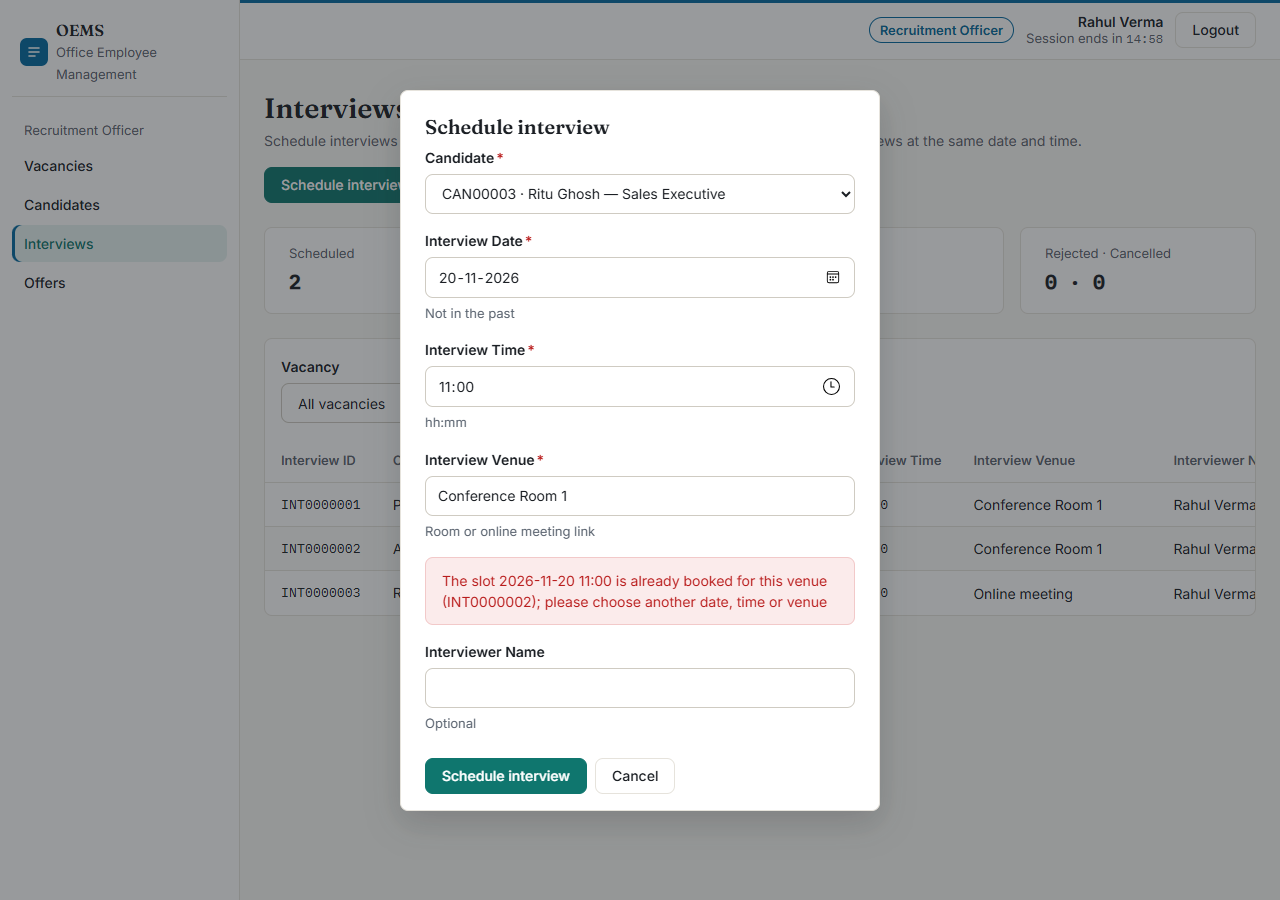 OEMS
Office Employee
Management
Recruitment Officer
Vacancies
Candidates
Interviews
Offers
Recruitment Officer
Rahul Verma
Session ends in 14:58
Logout
Interviews
Schedule interviews
ews at the same date and time.
Schedule interview
Scheduled
2
Rejected · Cancelled
0 · 0
Vacancy
All vacancies
Interview ID
view Time
Interview Venue
Interviewer N
INT0000001
Conference Room 1
Rahul Verma
INT0000002
Conference Room 1
Rahul Verma
INT0000003
Online meeting
Rahul Verma
Schedule interview
Candidate *
CAN00003 · Ritu Ghosh — Sales Executive
Interview Date *
20-11-2026
Not in the past
Interview Time *
11:00
hh:mm
Interview Venue *
Conference Room 1
Room or online meeting link
The slot 2026-11-20 11:00 is already booked for this venue
(INT0000002); please choose another date, time or venue
Interviewer Name
Optional
Schedule interview
Cancel